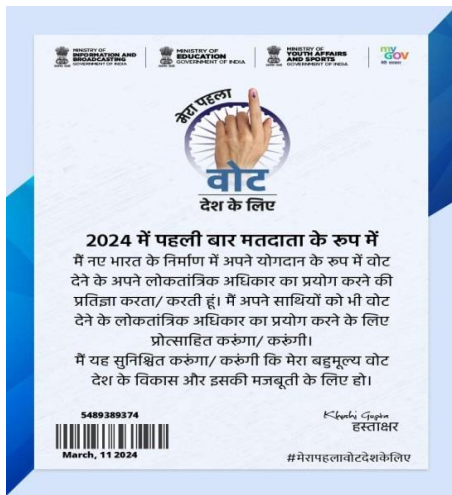 MINISTRY OF
INFORMATION AND
BROADCASTING
GOVERNMENT OF INDIA
MINISTRY OF
EDUCATION
GOVERNMENT OF INDIA
MINISTRY OF
YOUTH AFFAIRS
AND SPORTS
GOVERNMENT OF INDIA
my
GOV
मेरी सरकार
मेरा पहला
वोट
देश के लिए
2024 में पहली बार मतदाता के रूप में
मैं नए भारत के निर्माण में अपने योगदान के रूप में वोट
देने के अपने लोकतांत्रिक अधिकार का प्रयोग करने की
प्रतिज्ञा करता/ करती हूं। मैं अपने साथियों को भी वोट
देने के लोकतांत्रिक अधिकार का प्रयोग करने के लिए
प्रोत्साहित करूंगा/ करूंगी।
मैं यह सुनिश्चित करूंगा/ करूंगी कि मेरा बहुमूल्य वोट
देश के विकास और इसकी मजबूती के लिए हो।
5489389374
March, 11 2024
Khushi Gupta
हस्ताक्षर
#मेरापहलावोटदेशकेलिए